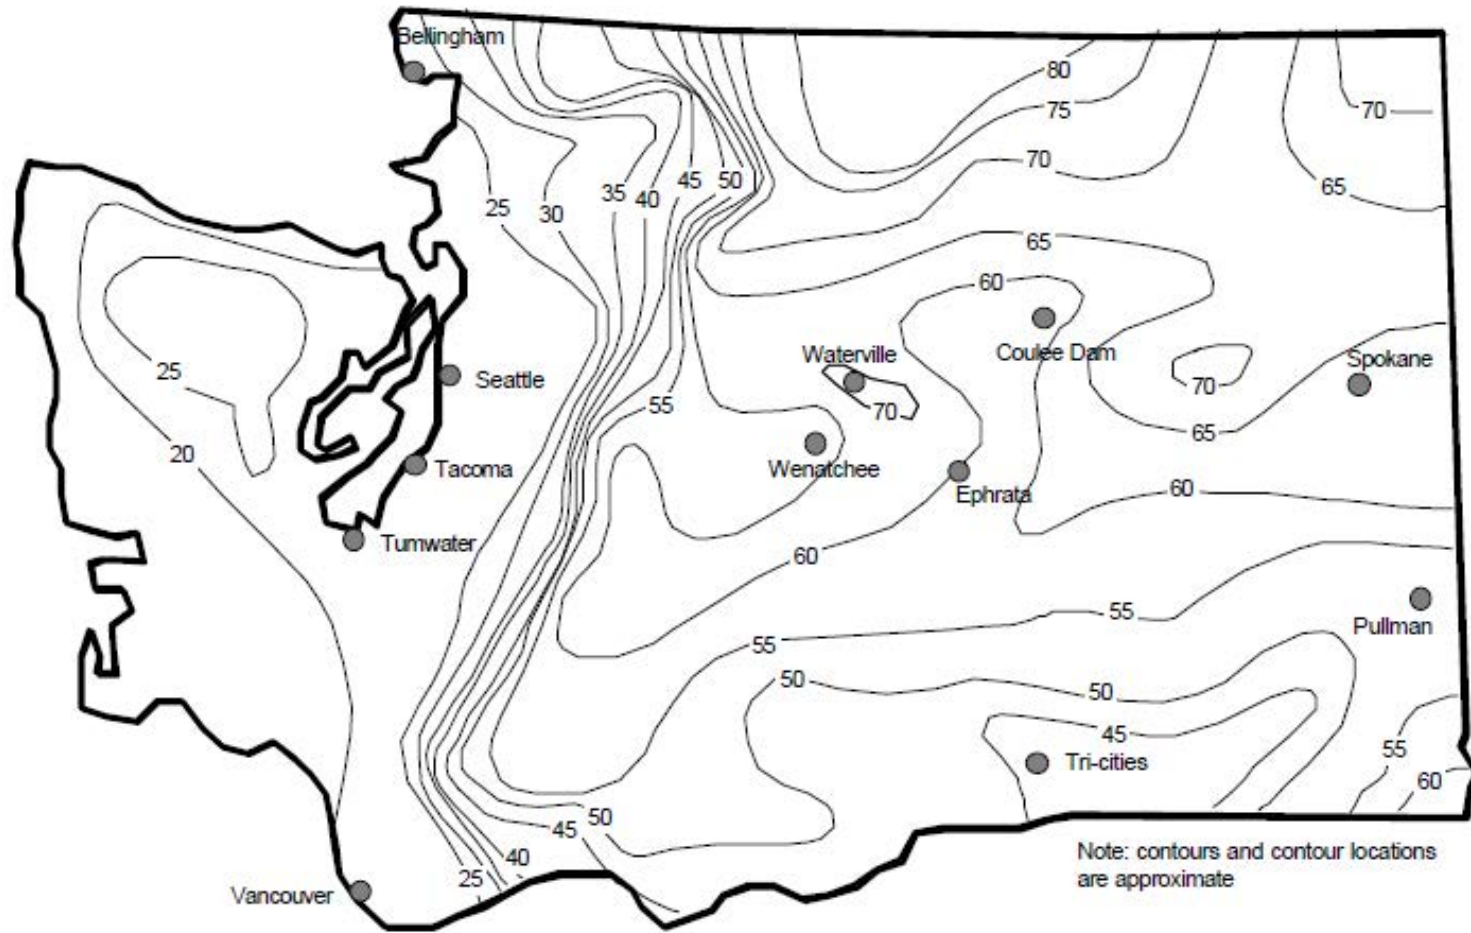 Bellingham
80
75
70
70
65
45
50
35
40
25
30
65
60
Waterville
Coulee Dam
Spokane
25
Seattle
70
55
70
65
20
Tacoma
Wenatchee
Ephrata
60
Tumwater
60
55
Pullman
55
50
50
45
55
Tri-cities
60
50
45
40
25
Note: contours and contour locations
are approximate
Vancouver